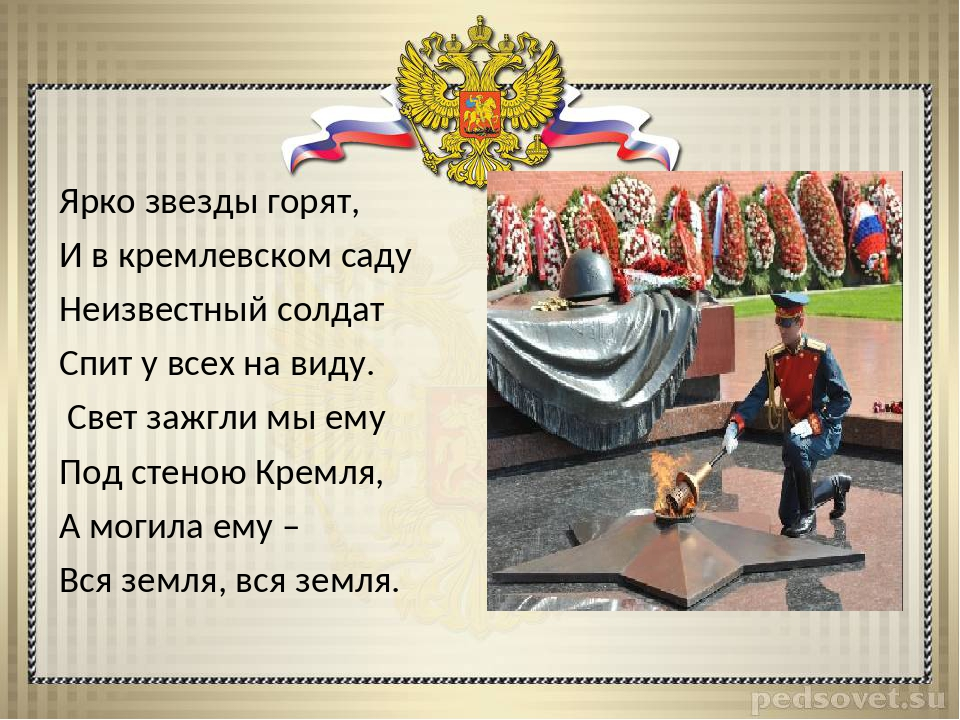 Ярко звезды горят,
И в кремлевском саду
Неизвестный солдат
Спит у всех на виду.
Свет зажгли мы ему
Под стеною Кремля,
А могила ему –
Вся земля, вся земля.
pedsovet.su